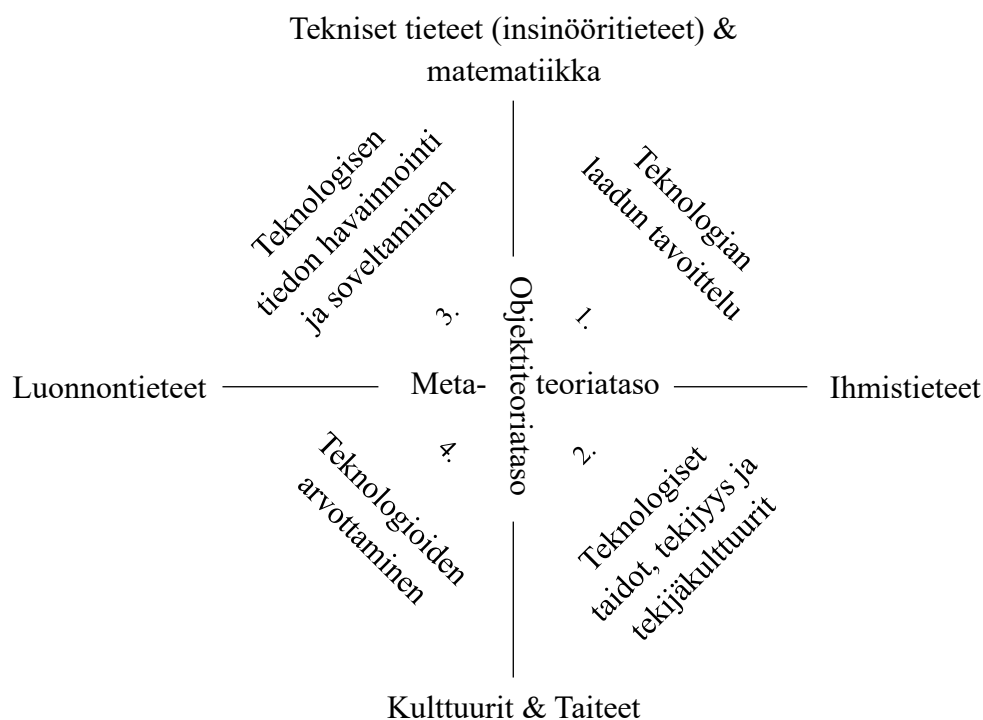 Tekniset tieteet (insinööritieteet) &
matematiikka
Teknologisen
tiedon havainnointi
ja soveltaminen
3.
Teknologian
laadun tavoittelu
1.
Objektiteoriataso
Luonnontieteet
Meta- teoriataso
Ihmistieteet
4.
Teknologioiden
arvottaminen
2.
Teknologiset
taidot, tekijyys ja
tekijäkulttuurit
Kulttuurit & Taiteet